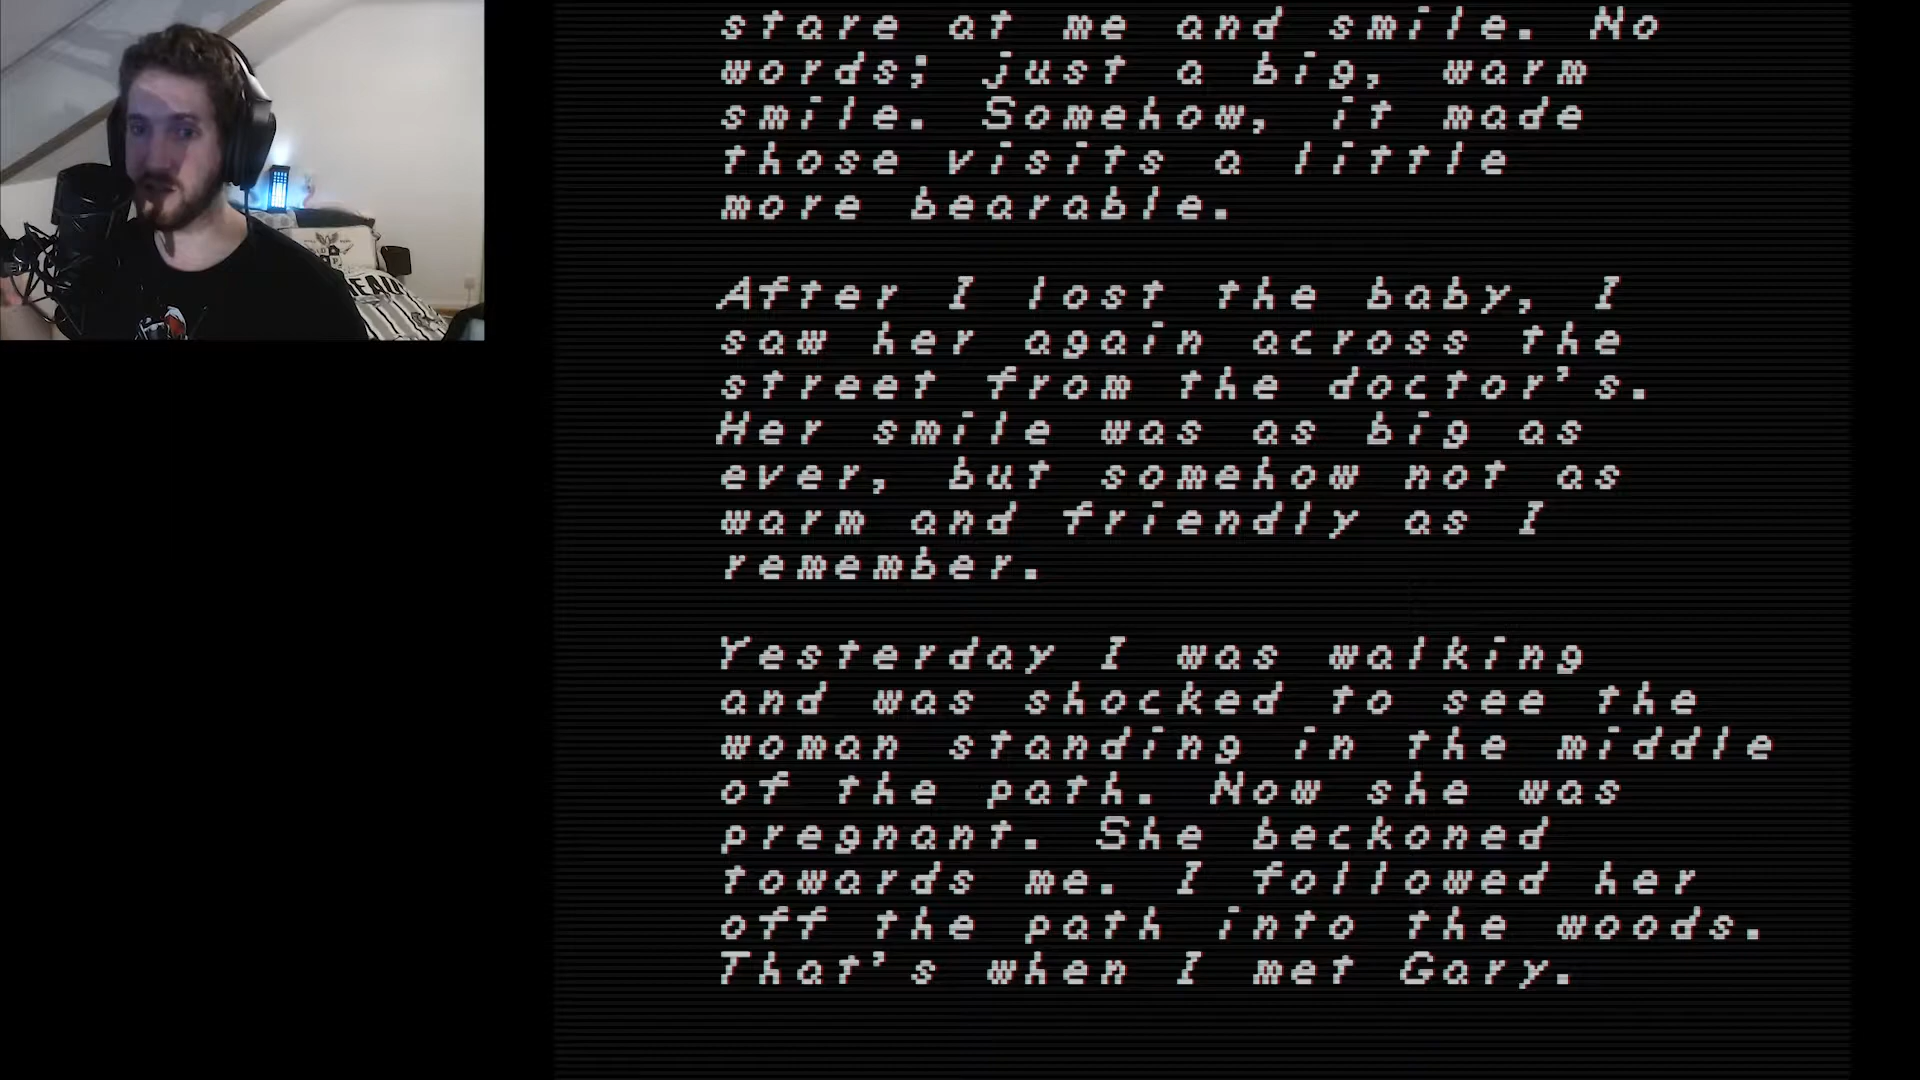 stare at me and smile. No
words; just a big, warm
smile. Somehow, it made
those visits a little
more bearable.
After I lost the baby, I
saw her again across the
street from the doctor's.
Her smile was as big as
ever, but somehow not as
warm and friendly as I
remember.
Yesterday I was walking
and was shocked to see the
woman standing in the middle
of the path. Now she was
pregnant. She beckoned
towards me. I followed her
off the path into the woods.
That's when I met Gary.